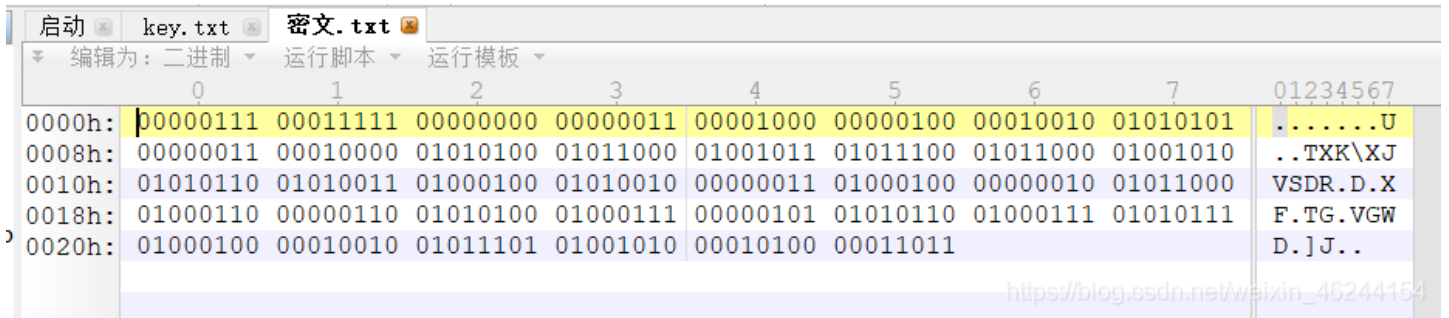 启动 key.txt 密文.txt
编辑为: 二进制 运行脚本 运行模板
0 1 2 3 4 5 6 7 01234567
0000h: 00000111 00011111 00000000 00000011 00001000 00000100 00010010 01010101 .......U
0008h: 00000011 00010000 01010100 01011000 01001011 01011100 01011000 01001010 ..TXK\XJ
0010h: 01010110 01010011 01000100 01010010 00000011 01000100 00000010 01011000 VSDR.D.X
0018h: 01000110 00000110 01010100 01000111 00000101 01010110 01000111 01010111 F.TG.VGW
0020h: 01000100 00010010 01011101 01001010 00010100 00011011 D.]J..
https://blog.csdn.net/weixin_46244154